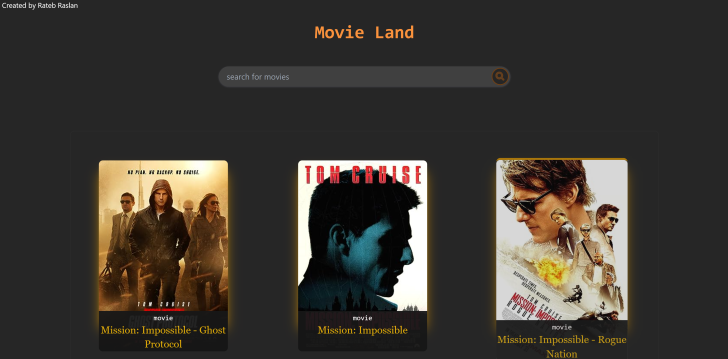 Created by Rateb Raslan
Movie Land
search for movies
NO PLAN. NO BACKUP. NO CHOICE.
TOM CRUISE
TOM CRUISE
movie
Mission: Impossible - Ghost
Protocol
movie
Mission: Impossible
movie
Mission: Impossible - Rogue
Nation